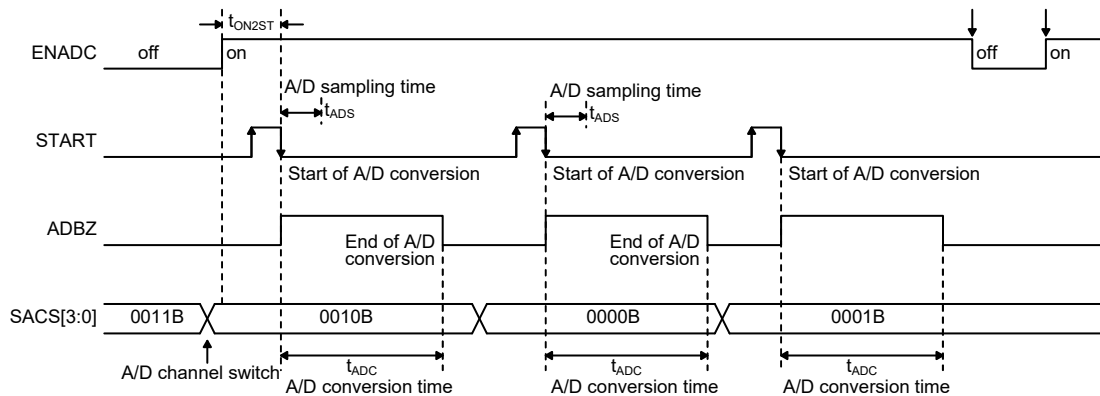 tON2ST
ENADC off on off on
A/D sampling time A/D sampling time
tADS tADS
START
Start of A/D conversion Start of A/D conversion Start of A/D conversion
ADBZ
End of A/D conversion End of A/D conversion
SACS[3:0] 0011B 0010B 0000B 0001B
A/D channel switch
tADC tADC tADC
A/D conversion time A/D conversion time A/D conversion time